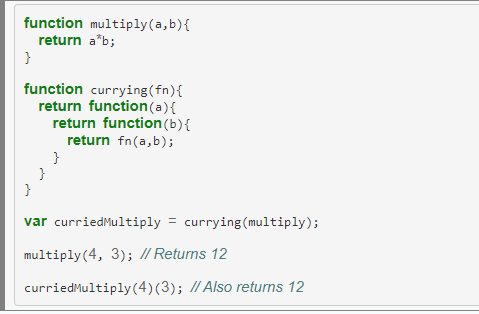 function multiply(a,b){
return a*b;
}
function currying(fn){
return function(a){
return function(b){
return fn(a,b);
}
}
}
var curriedMultiply = currying(multiply);
multiply(4, 3); // Returns 12
curriedMultiply(4)(3); // Also returns 12